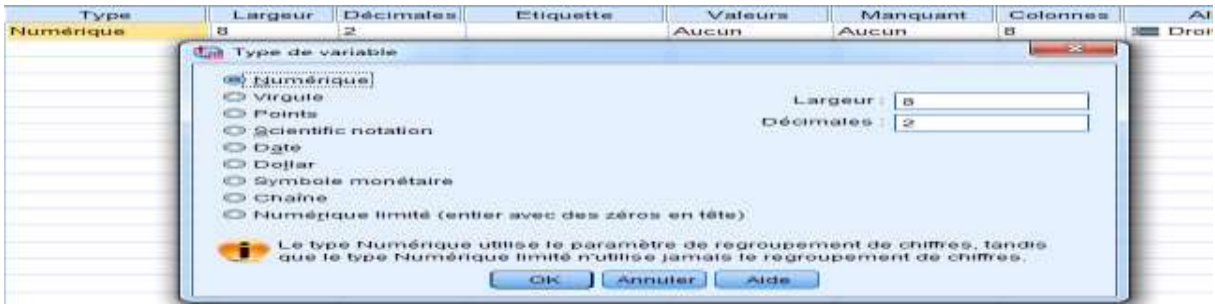 Type Largeur Décimales Etiquette Valeurs Manquant Colonnes Al
Numérique 8 2 Aucun Aucun 8 Droit
Type de variable
Numérique
Virgule
Points
Scientific notation
Date
Dollar
Symbole monétaire
Chaîne
Numérique limité (entier avec des zéros en tête)
Largeur : 8
Décimales : 2
Le type Numérique utilise le paramètre de regroupement de chiffres, tandis
que le type Numérique limité n'utilise jamais le regroupement de chiffres.
OK Annuler Aide